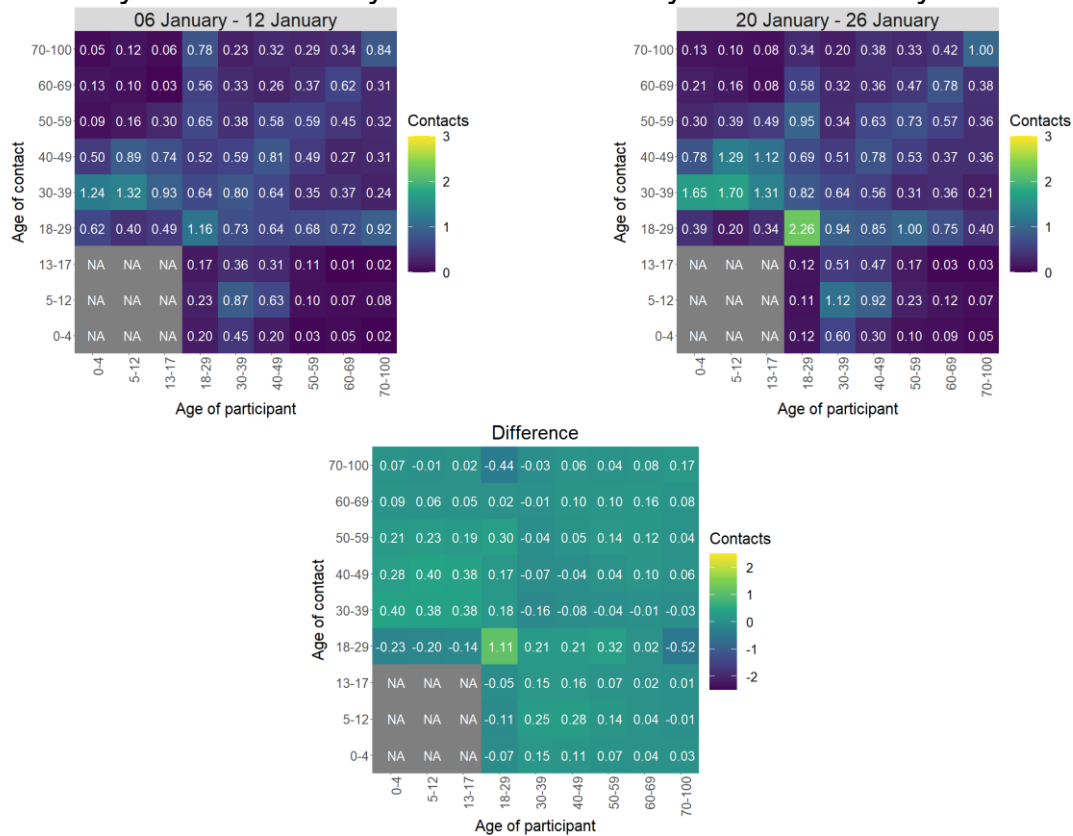 06 January - 12 January
70-100 0.05 0.12 0.06 0.78 0.23 0.32 0.29 0.34 0.84
60-69 0.13 0.10 0.03 0.56 0.33 0.26 0.37 0.62 0.31
50-59 0.09 0.16 0.30 0.65 0.38 0.58 0.59 0.45 0.32
40-49 0.50 0.89 0.74 0.52 0.59 0.81 0.49 0.27 0.31
30-39 1.24 1.32 0.93 0.64 0.80 0.64 0.35 0.37 0.24
18-29 0.62 0.40 0.49 1.16 0.73 0.64 0.68 0.72 0.92
13-17 NA NA NA 0.17 0.36 0.31 0.11 0.01 0.02
5-12 NA NA NA 0.23 0.87 0.63 0.10 0.07 0.08
0-4 NA NA NA 0.20 0.45 0.20 0.03 0.05 0.02
0-4 5-12 13-17 18-29 30-39 40-49 50-59 60-69 70-100
Age of participant
Age of contact
Contacts
3
2
1
0
20 January - 26 January
70-100 0.13 0.10 0.08 0.34 0.20 0.38 0.33 0.42 1.00
60-69 0.21 0.16 0.08 0.58 0.32 0.36 0.47 0.78 0.38
50-59 0.30 0.39 0.49 0.95 0.34 0.63 0.73 0.57 0.36
40-49 0.78 1.29 1.12 0.69 0.51 0.78 0.53 0.37 0.36
30-39 1.65 1.70 1.31 0.82 0.64 0.56 0.31 0.36 0.21
18-29 0.39 0.20 0.34 2.26 0.94 0.85 1.00 0.75 0.40
13-17 NA NA NA 0.12 0.51 0.47 0.17 0.03 0.03
5-12 NA NA NA 0.11 1.12 0.92 0.23 0.12 0.07
0-4 NA NA NA 0.12 0.60 0.30 0.10 0.09 0.05
0-4 5-12 13-17 18-29 30-39 40-49 50-59 60-69 70-100
Age of participant
Age of contact
Contacts
3
2
1
0
Difference
70-100 0.07 -0.01 0.02 -0.44 -0.03 0.06 0.04 0.08 0.17
60-69 0.09 0.06 0.05 0.02 -0.01 0.10 0.10 0.16 0.08
50-59 0.21 0.23 0.19 0.30 -0.04 0.05 0.14 0.12 0.04
40-49 0.28 0.40 0.38 0.17 -0.07 -0.04 0.04 0.10 0.06
30-39 0.40 0.38 0.38 0.18 -0.16 -0.08 -0.04 -0.01 -0.03
18-29 -0.23 -0.20 -0.14 1.11 0.21 0.21 0.32 0.02 -0.52
13-17 NA NA NA -0.05 0.15 0.16 0.07 0.02 0.01
5-12 NA NA NA -0.11 0.25 0.28 0.14 0.04 -0.01
0-4 NA NA NA -0.07 0.15 0.11 0.07 0.04 0.03
0-4 5-12 13-17 18-29 30-39 40-49 50-59 60-69 70-100
Age of participant
Age of contact
Contacts
2
1
0
-1
-2